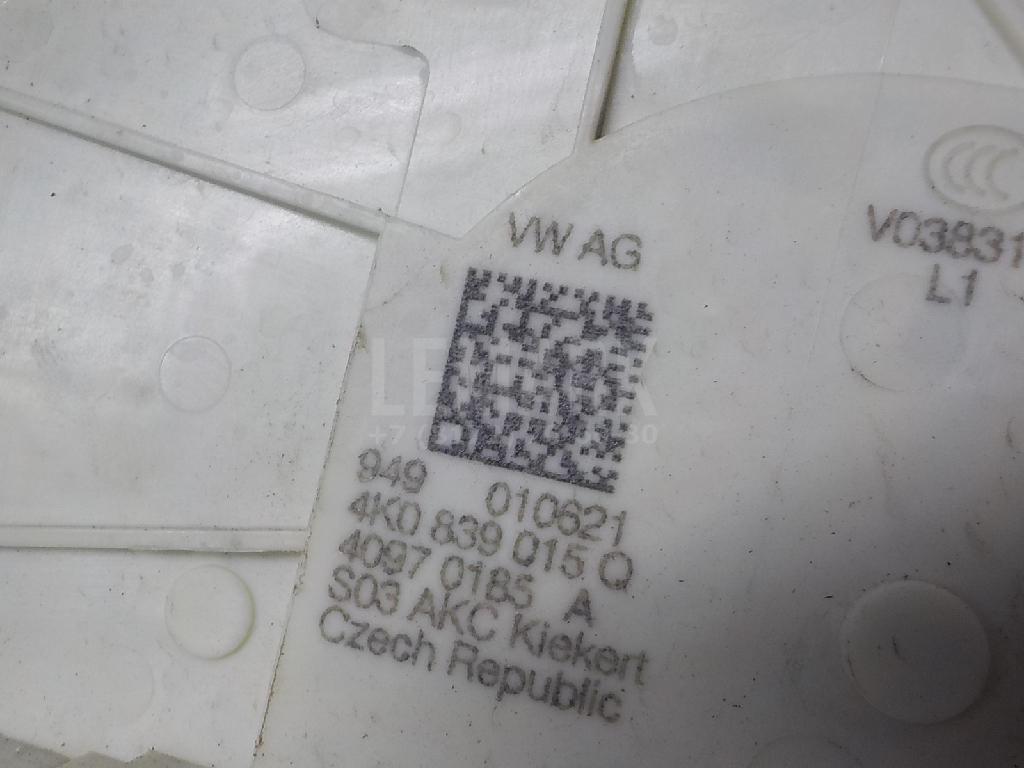 VW AG
V03831
L1
949 010621
4K0 839 015 Q
4097 0185 A
S03 AKC Kiekert
Czech Republic